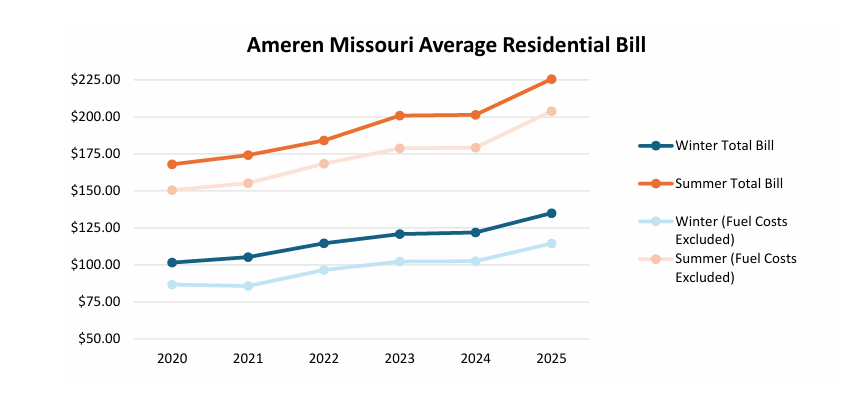 Ameren Missouri Average Residential Bill
$225.00
$200.00
$175.00
$150.00
$125.00
$100.00
$75.00
$50.00
2020 2021 2022 2023 2024 2025
Winter Total Bill
Summer Total Bill
Winter (Fuel Costs
Excluded)
Summer (Fuel Costs
Excluded)